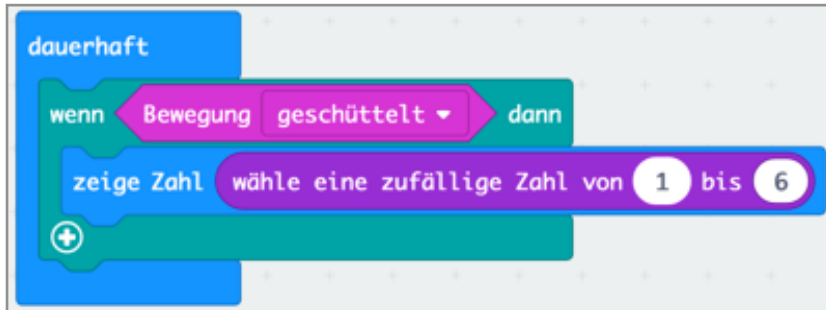 dauerhaft
wenn Bewegung geschüttelt dann
zeige Zahl wähle eine zufällige Zahl von 1 bis 6